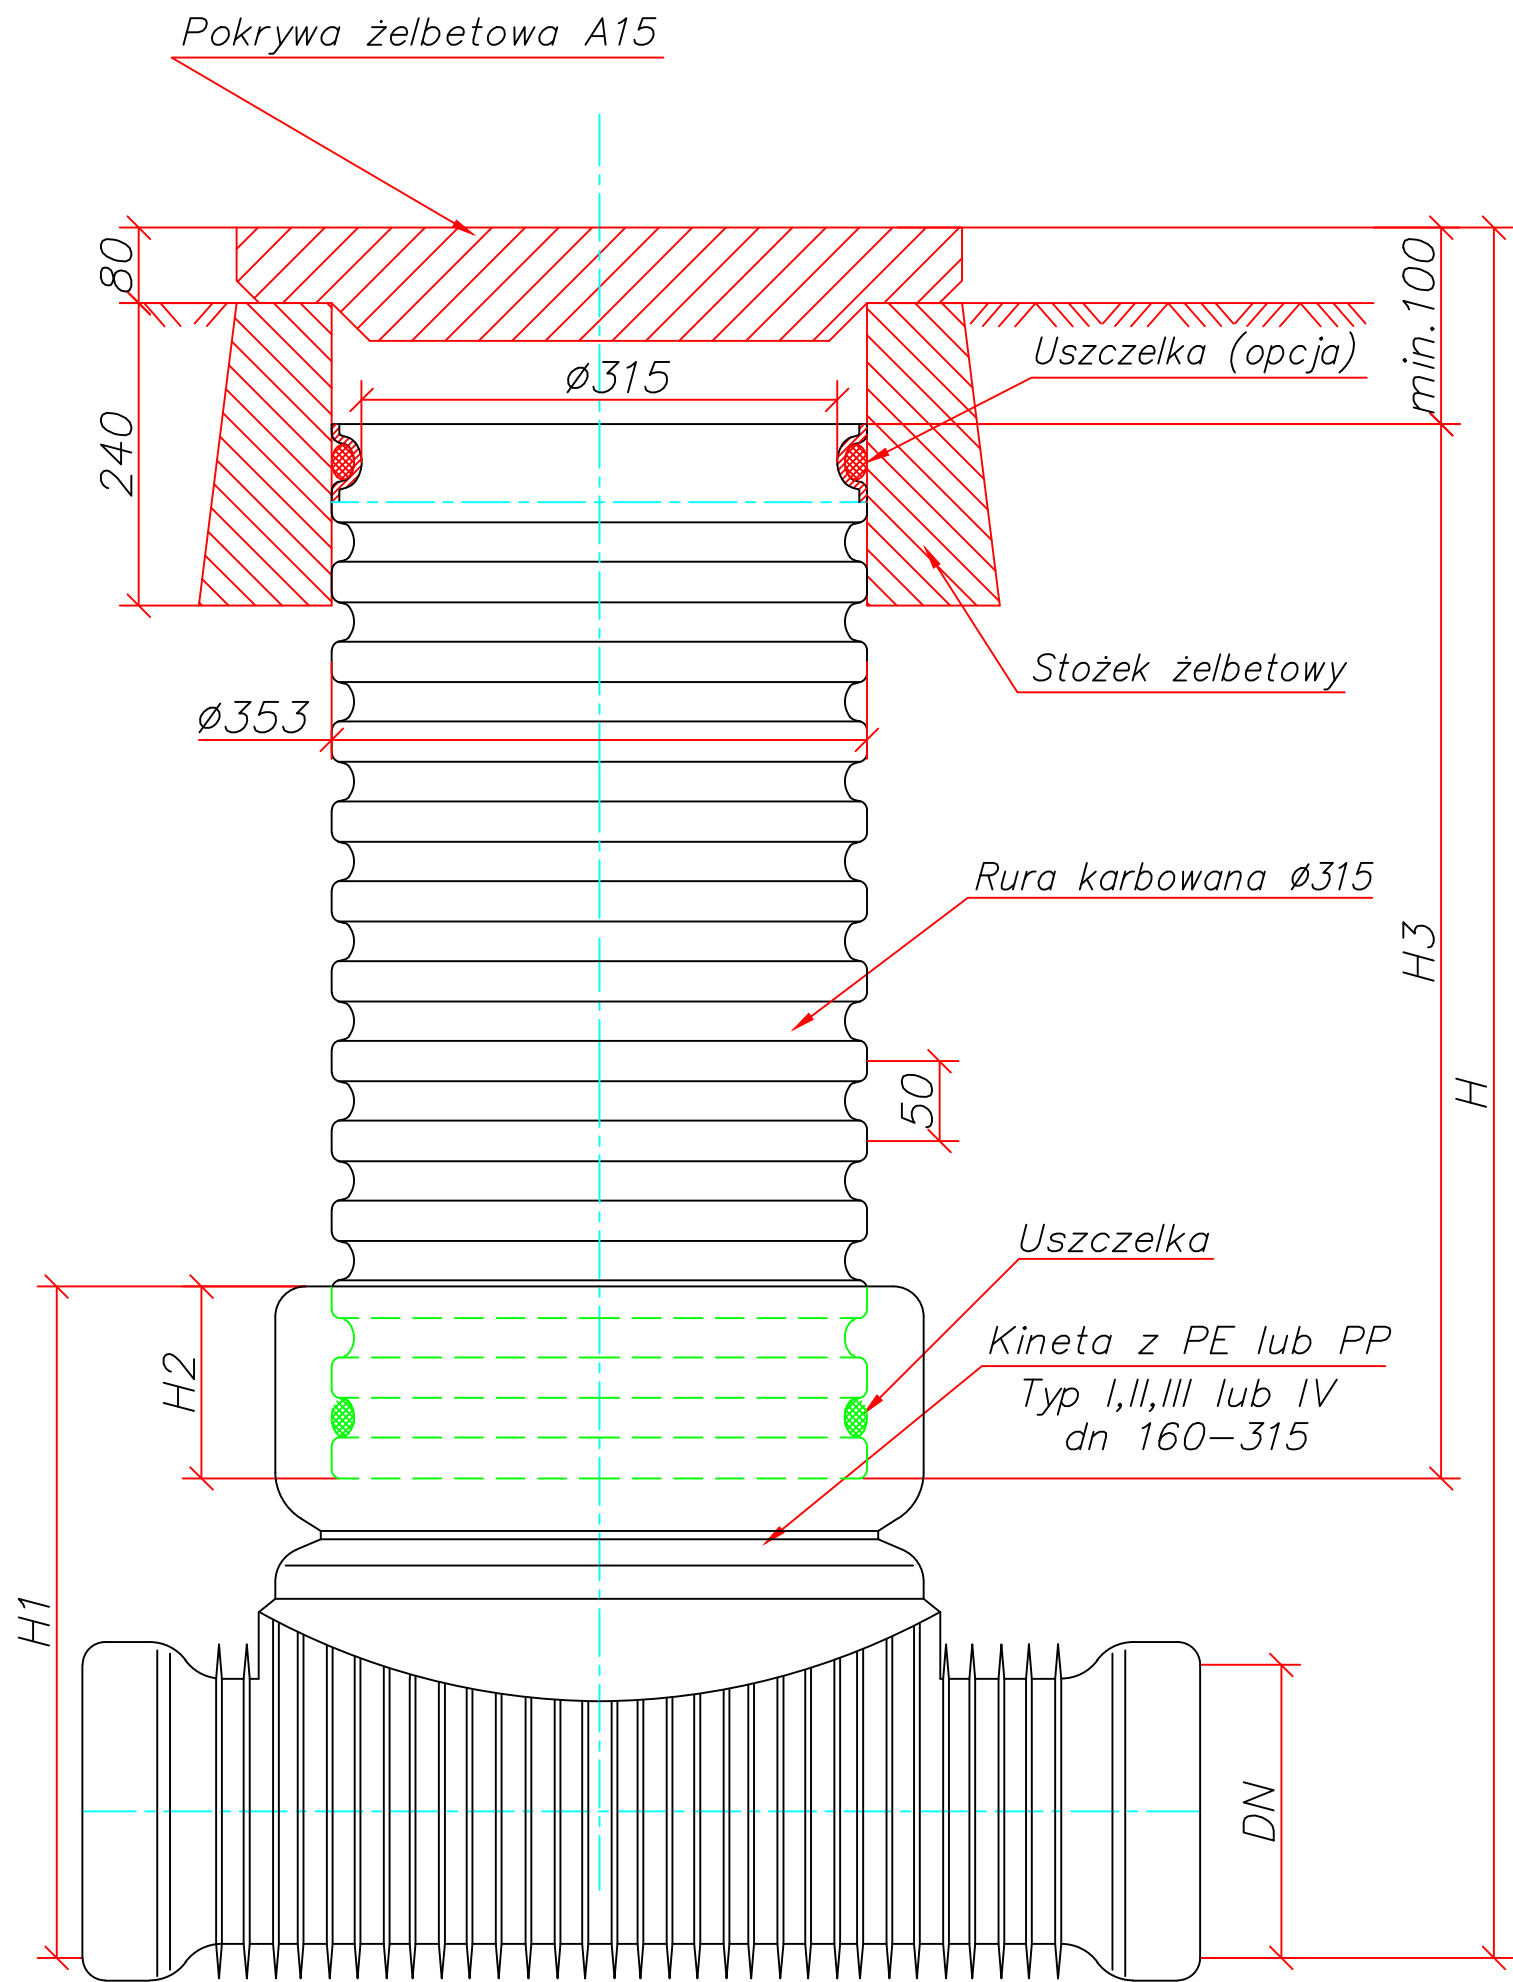 Pokrywa żelbetowa A15
80
min.100
Uszczelka (opcja)
ø315
240
Stożek żelbetowy
ø353
Rura karbowana ø315
H3
50
H
Uszczelka
Kineta z PE lub PP
Typ I,II,III lub IV
dn 160-315
H2
H1
DN